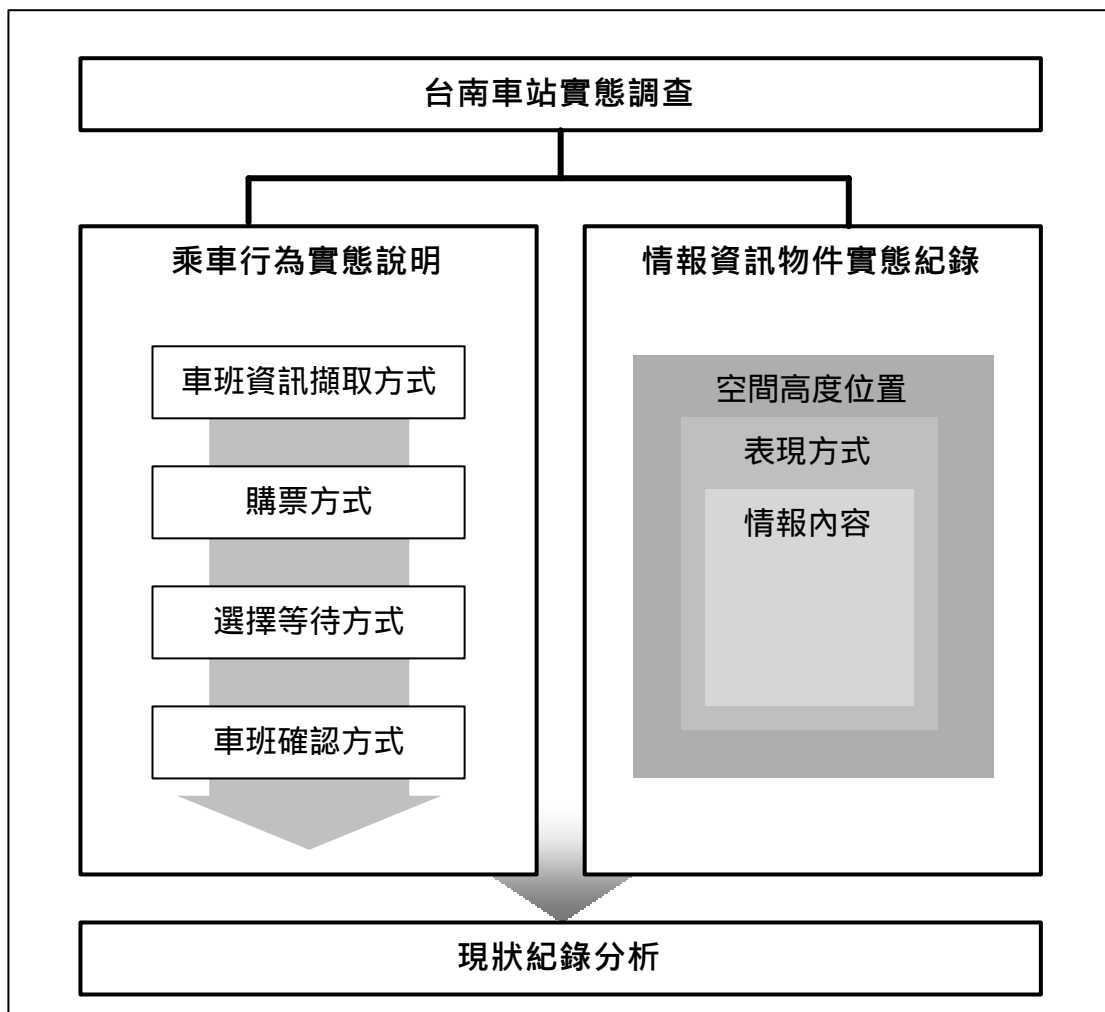 台南車站實態調查
乘車行為實態說明
車班資訊擷取方式
購票方式
選擇等待方式
車班確認方式
情報資訊物件實態紀錄
空間高度位置
表現方式
情報內容
現狀紀錄分析